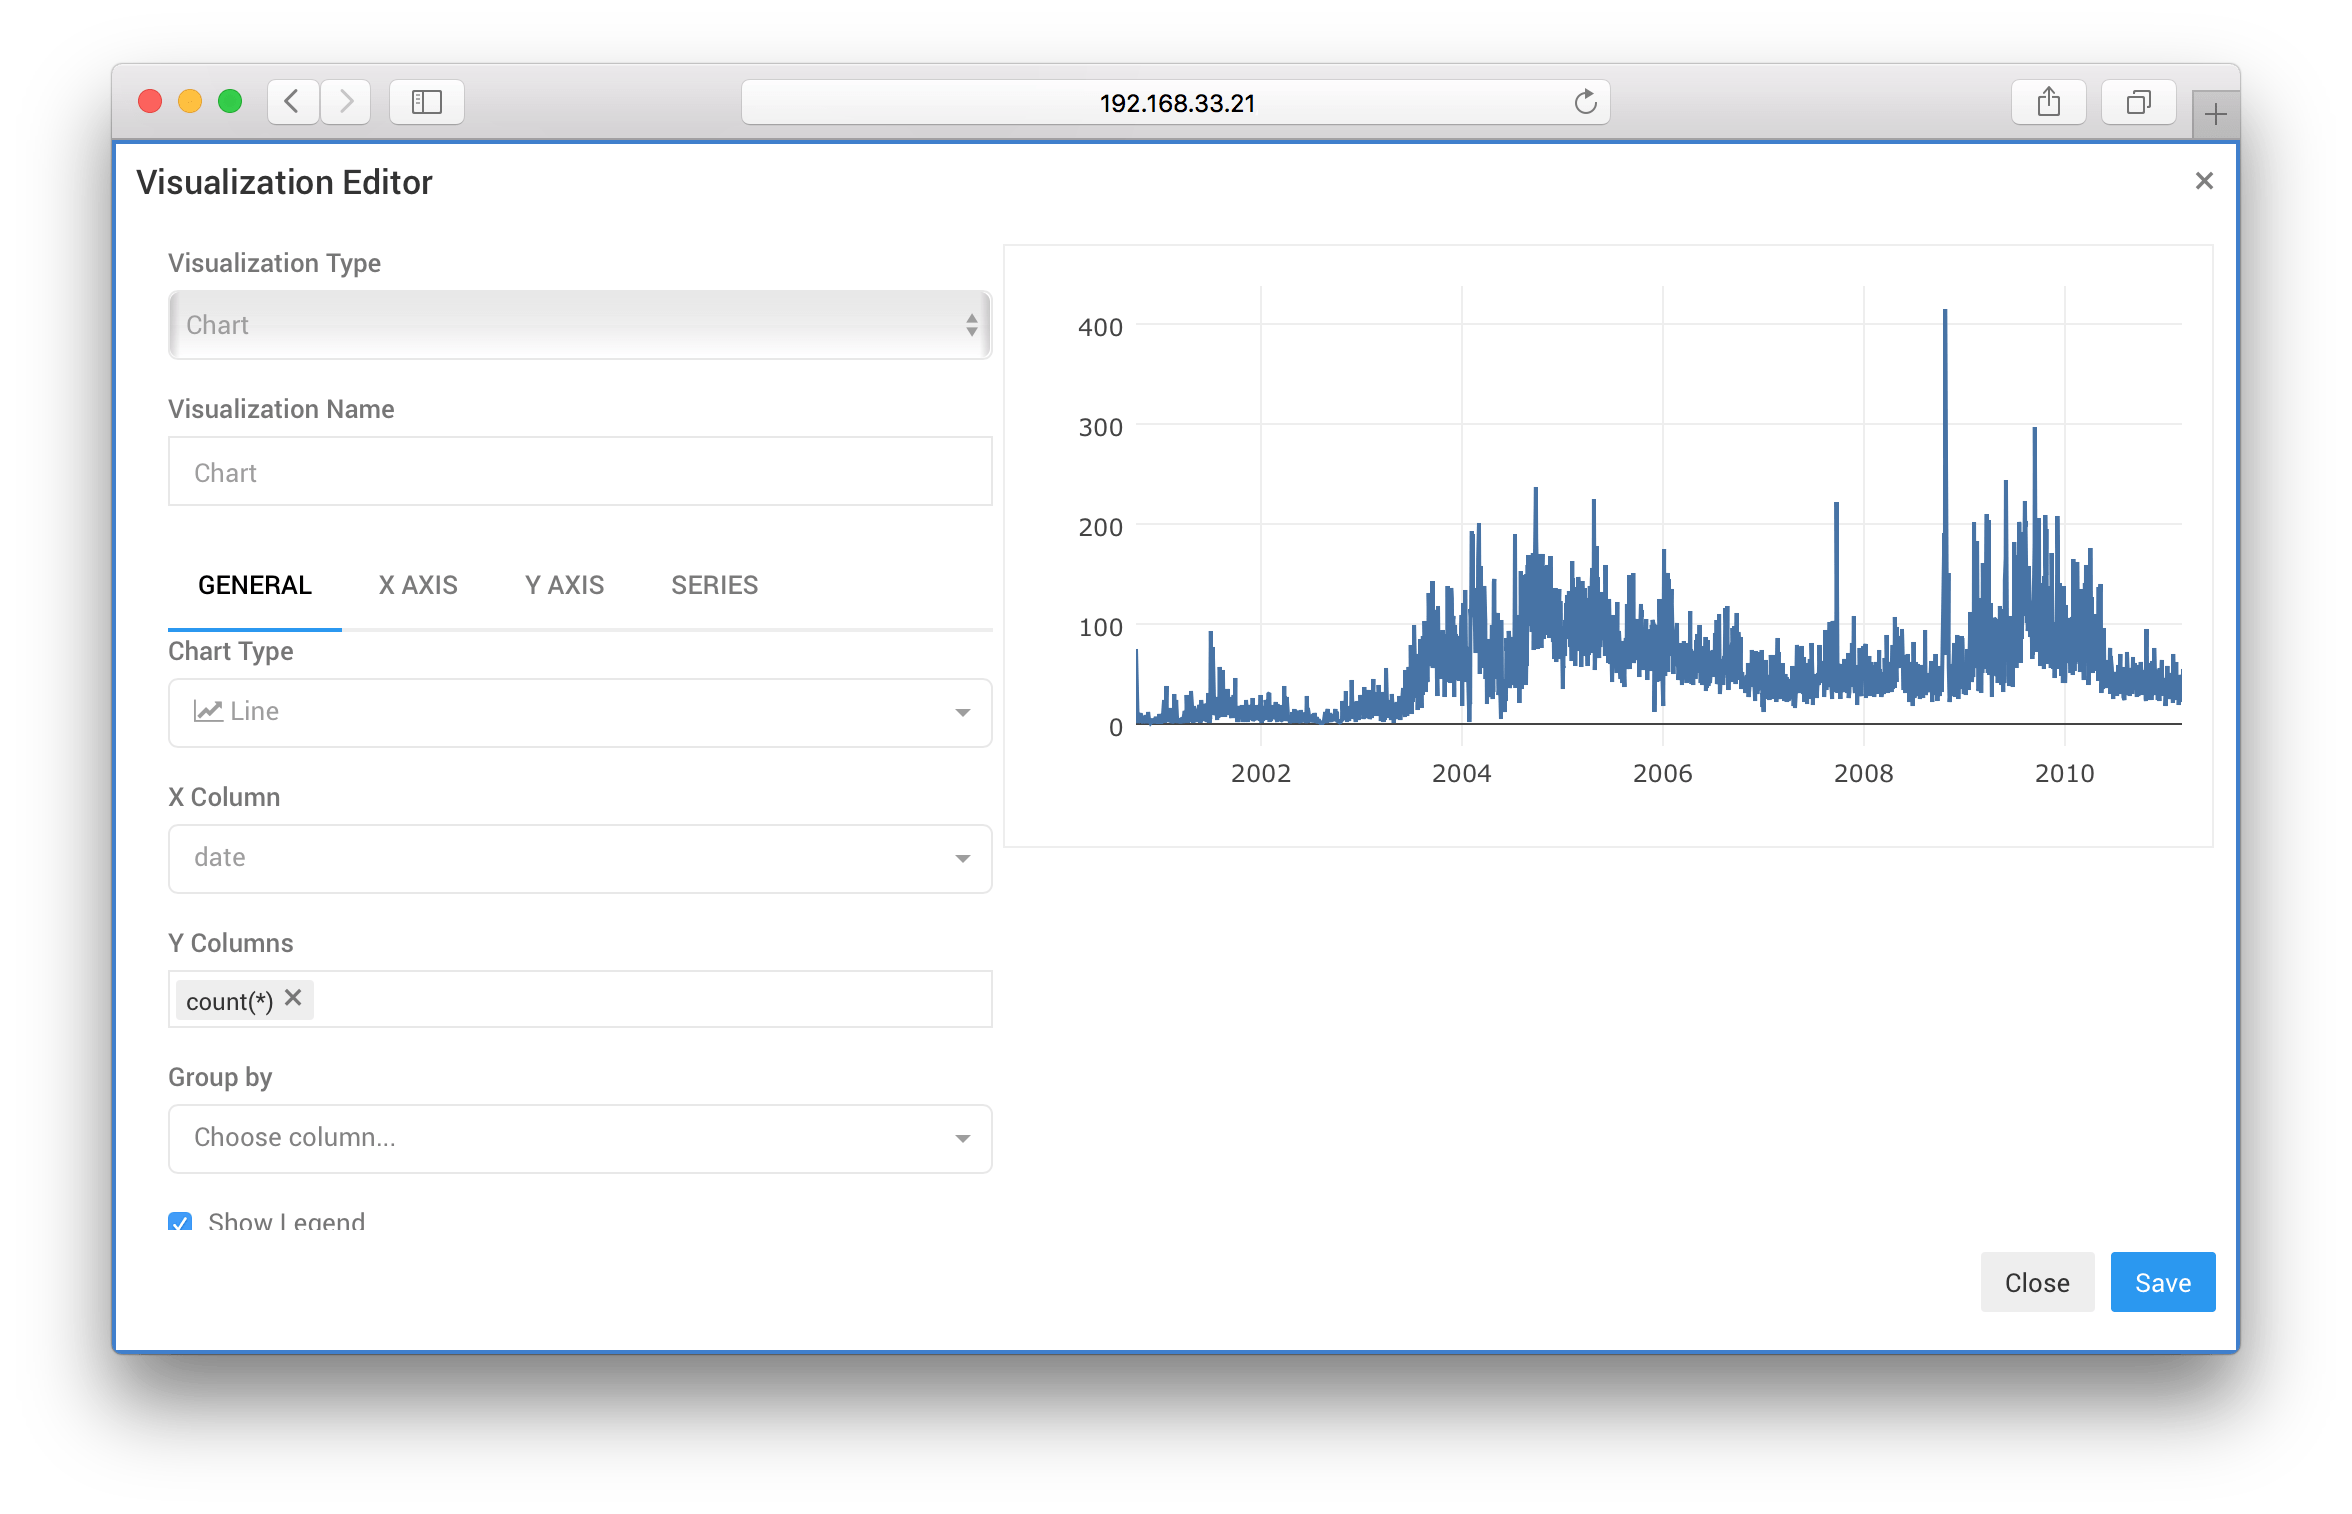 192.168.33.21
Visualization Editor
×
Visualization Type
Chart
Visualization Name
Chart
GENERAL X AXIS Y AXIS SERIES
Chart Type
Line
X Column
date
Y Columns
count(*) ×
Group by
Choose column...
Show Legend
400
300
200
100
0
2002 2004 2006 2008 2010
Close Save